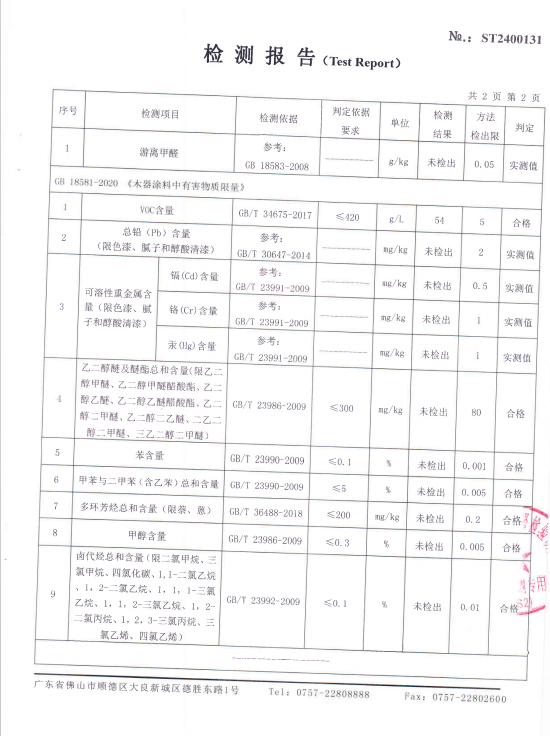 №.: ST2400131
检 测 报 告（Test Report）
共 2 页 第 2 页
序号 检测项目 检测依据 判定依据要求 单位 检测结果 方法检出限 判定
1 游离甲醛 参考：GB 18583-2008 ———— g/kg 未检出 0.05 实测值
GB 18581-2020 《木器涂料中有害物质限量》
1 VOC含量 GB/T 34675-2017 ≤420 g/L 54 5 合格
2 总铅（Pb）含量（限色漆、腻子和醇酸清漆） 参考：GB/T 30647-2014 ———— mg/kg 未检出 2 实测值
3 可溶性重金属含量（限色漆、腻子和醇酸清漆） 镉(Cd)含量 参考：GB/T 23991-2009 ———— mg/kg 未检出 0.5 实测值
铬(Cr)含量 参考：GB/T 23991-2009 ———— mg/kg 未检出 1 实测值
汞(Hg)含量 参考：GB/T 23991-2009 ———— mg/kg 未检出 1 实测值
4 乙二醇醚及醚酯总和含量(限乙二醇甲醚、乙二醇甲醚醋酸酯、乙二醇乙醚、乙二醇乙醚醋酸酯、乙二醇二甲醚、乙二醇二乙醚、二乙二醇二甲醚、三乙二醇二甲醚) GB/T 23986-2009 ≤300 mg/kg 未检出 80 合格
5 苯含量 GB/T 23990-2009 ≤0.1 % 未检出 0.001 合格
6 甲苯与二甲苯(含乙苯)总和含量 GB/T 23990-2009 ≤5 % 未检出 0.005 合格
7 多环芳烃总和含量（限萘、蒽） GB/T 36488-2018 ≤200 mg/kg 未检出 0.2 合格
8 甲醇含量 GB/T 23986-2009 ≤0.3 % 未检出 0.005 合格
9 卤代烃总和含量(限二氯甲烷、三氯甲烷、四氯化碳、1,1-二氯乙烷、1，2-二氯乙烷、1，1，1-三氯乙烷、1，1，2-三氯乙烷、1，2-二氯丙烷、1，2，3-三氯丙烷、三氯乙烯、四氯乙烯) GB/T 23992-2009 ≤0.1 % 未检出 0.01 合格
专用
广东省佛山市顺德区大良新城区德胜东路1号 Tel: 0757-22808888 Fax: 0757-22802600